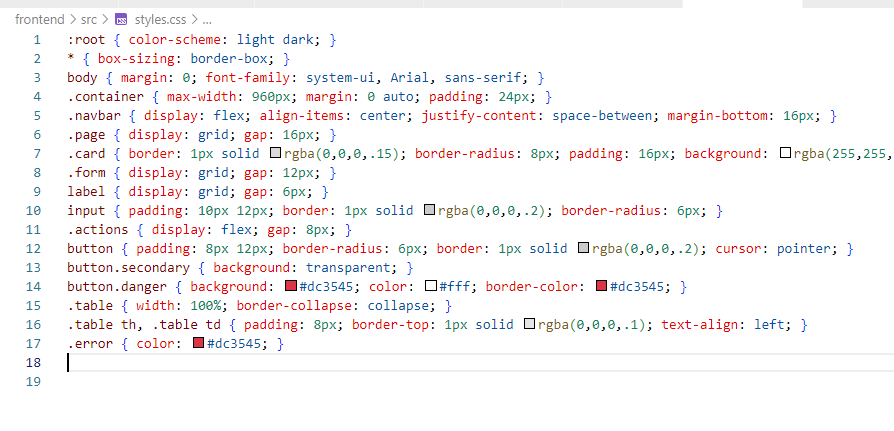 frontend > src > styles.css > ...
1 :root { color-scheme: light dark; }
2 * { box-sizing: border-box; }
3 body { margin: 0; font-family: system-ui, Arial, sans-serif; }
4 .container { max-width: 960px; margin: 0 auto; padding: 24px; }
5 .navbar { display: flex; align-items: center; justify-content: space-between; margin-bottom: 16px; }
6 .page { display: grid; gap: 16px; }
7 .card { border: 1px solid rgba(0,0,0,.15); border-radius: 8px; padding: 16px; background: rgba(255,255,
8 .form { display: grid; gap: 12px; }
9 label { display: grid; gap: 6px; }
10 input { padding: 10px 12px; border: 1px solid rgba(0,0,0,.2); border-radius: 6px; }
11 .actions { display: flex; gap: 8px; }
12 button { padding: 8px 12px; border-radius: 6px; border: 1px solid rgba(0,0,0,.2); cursor: pointer; }
13 button.secondary { background: transparent; }
14 button.danger { background: #dc3545; color: #fff; border-color: #dc3545; }
15 .table { width: 100%; border-collapse: collapse; }
16 .table th, .table td { padding: 8px; border-top: 1px solid rgba(0,0,0,.1); text-align: left; }
17 .error { color: #dc3545; }
18
19